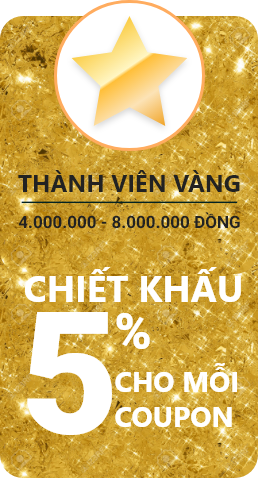 THÀNH VIÊN VÀNG
4.000.000 - 8.000.000 ĐỒNG
CHIẾT KHẤU
5%
CHO MỖI
COUPON